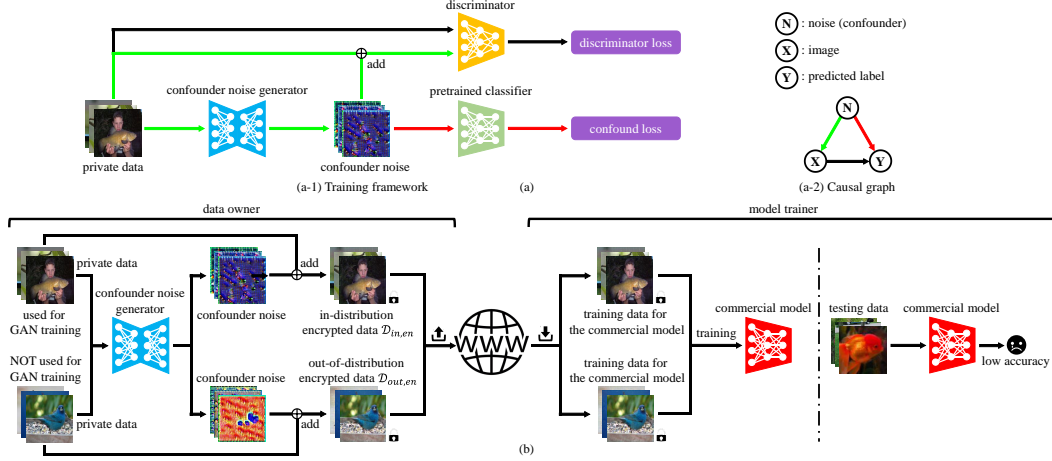 discriminator
discriminator loss
add
confounder noise generator
pretrained classifier
confound loss
private data
confounder noise
(a-1) Training framework
(a)
N : noise (confounder)
X : image
Y : predicted label
N
X
Y
(a-2) Causal graph
data owner
model trainer
private data
add
used for
GAN training
confounder noise
generator
confounder noise
in-distribution
encrypted data 𝒟in,en
NOT used for
GAN training
private data
confounder noise
add
out-of-distribution
encrypted data 𝒟out,en
WWW
training data for
the commercial model
training data for
the commercial model
training
commercial model
testing data
commercial model
low accuracy
(b)